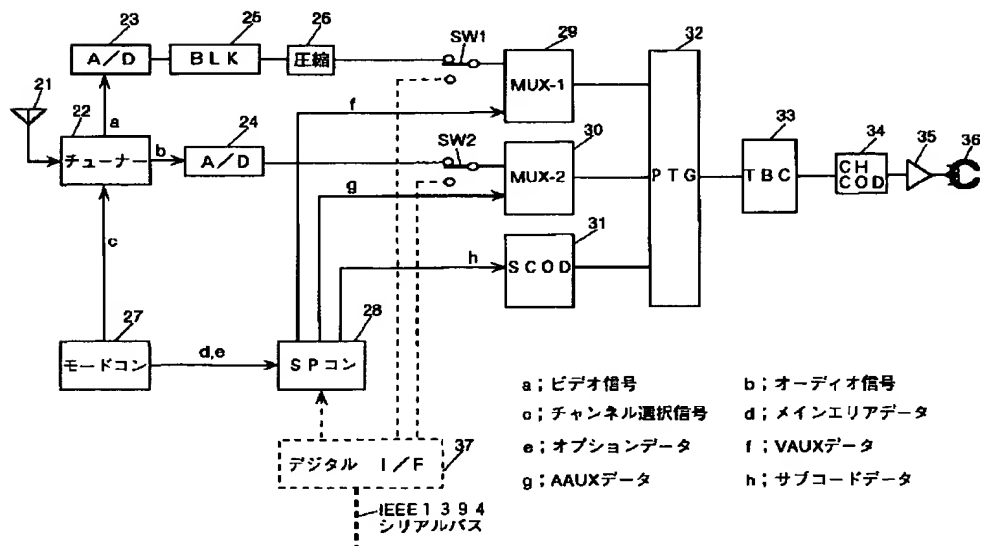 23
25
26
A/D
BLK
圧縮
SW1
29
MUX-1
32
21
22
チューナー
a
b
24
A/D
f
SW2
30
MUX-2
g
PTG
33
TBC
34
CH
COD
35
36
c
31
SCOD
h
27
モードコン
d,e
28
SPコン
デジタル I/F
37
IEEE1394
シリアルバス
a;ビデオ信号
b;オーディオ信号
c;チャンネル選択信号
d;メインエリアデータ
e;オプションデータ
f;VAUXデータ
g;AAUXデータ
h;サブコードデータ